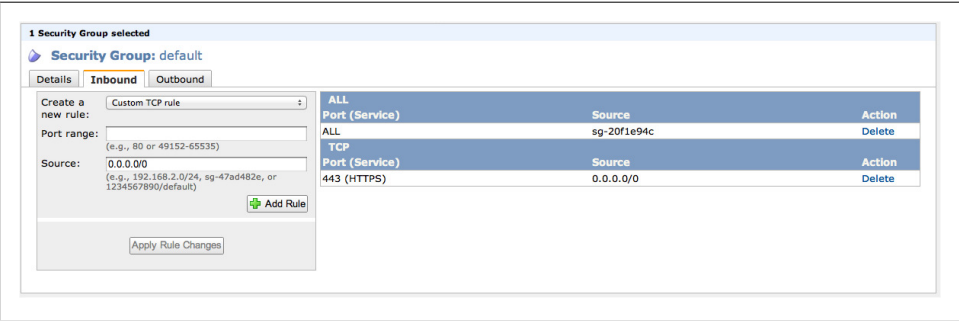 1 Security Group selected
Security Group: default
Details Inbound Outbound
Create a new rule: Custom TCP rule
Port range:
(e.g., 80 or 49152-65535)
Source: 0.0.0.0/0
(e.g., 192.168.2.0/24, sg-47ad482e, or
1234567890/default)
Add Rule
Apply Rule Changes
ALL
Port (Service) Source Action
ALL sg-20f1e94c Delete
TCP
Port (Service) Source Action
443 (HTTPS) 0.0.0.0/0 Delete